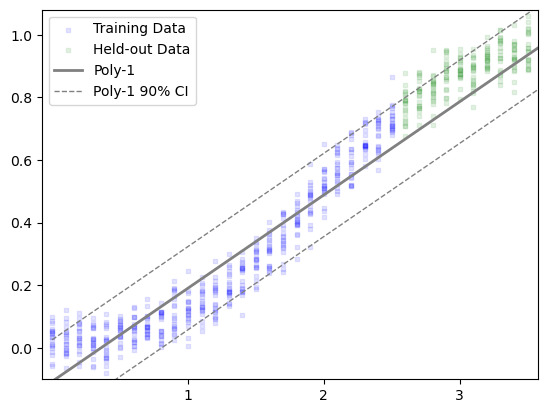 Training Data
Held-out Data
Poly-1
Poly-1 90% CI
1.0
0.8
0.6
0.4
0.2
0.0
1 2 3